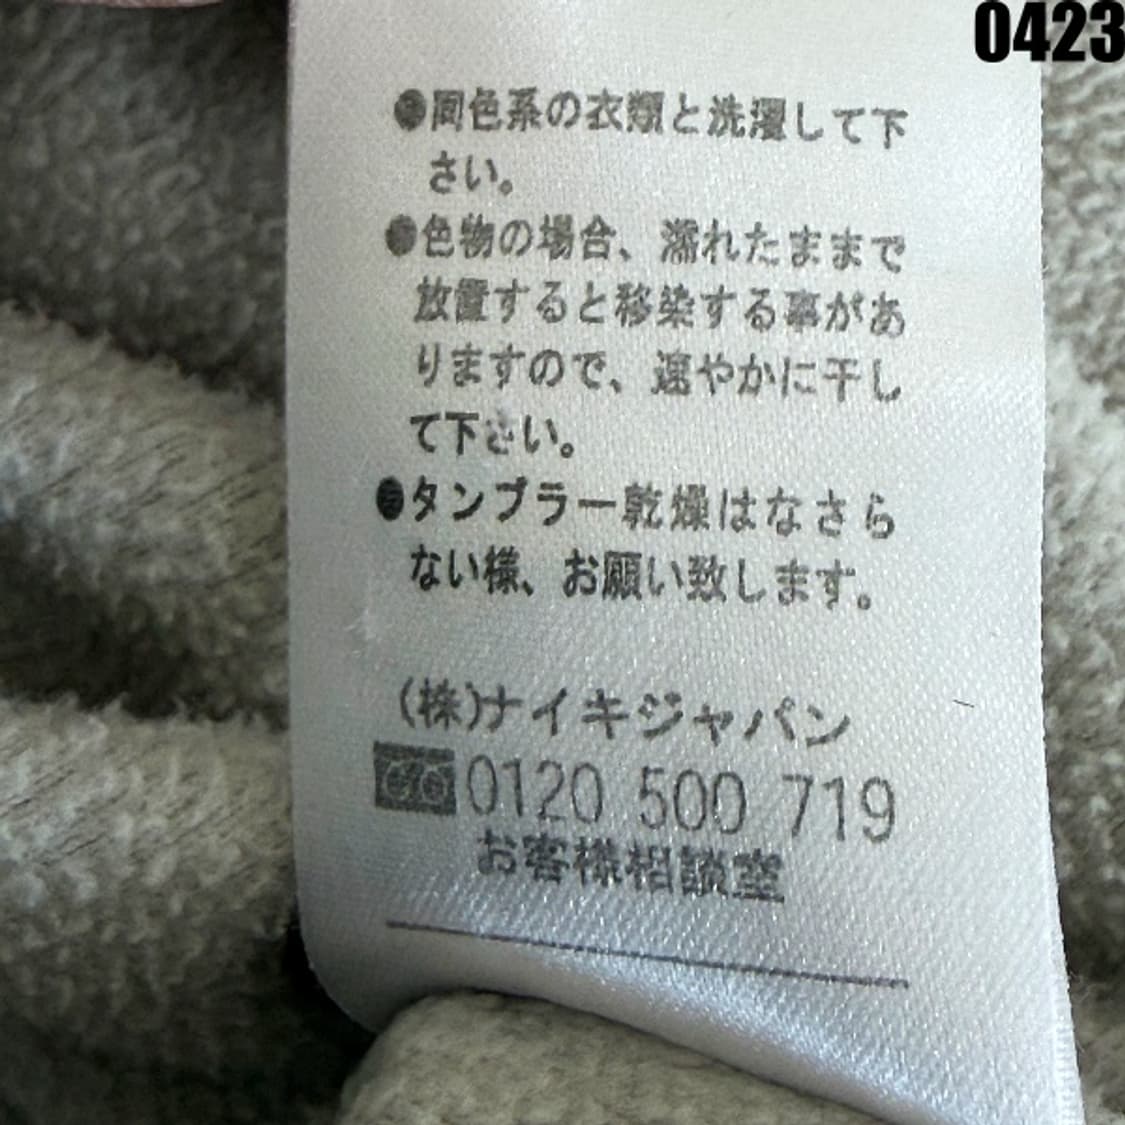 0423
●同色系の衣類と洗濯して下
さい。
●色物の場合、濡れたままで
放置すると移染する事があ
りますので、速やかに干し
て下さい。
●タンブラー乾燥はなさら
ない様、お願い致します。
(株)ナイキジャパン
0120 500 719
お客様相談室